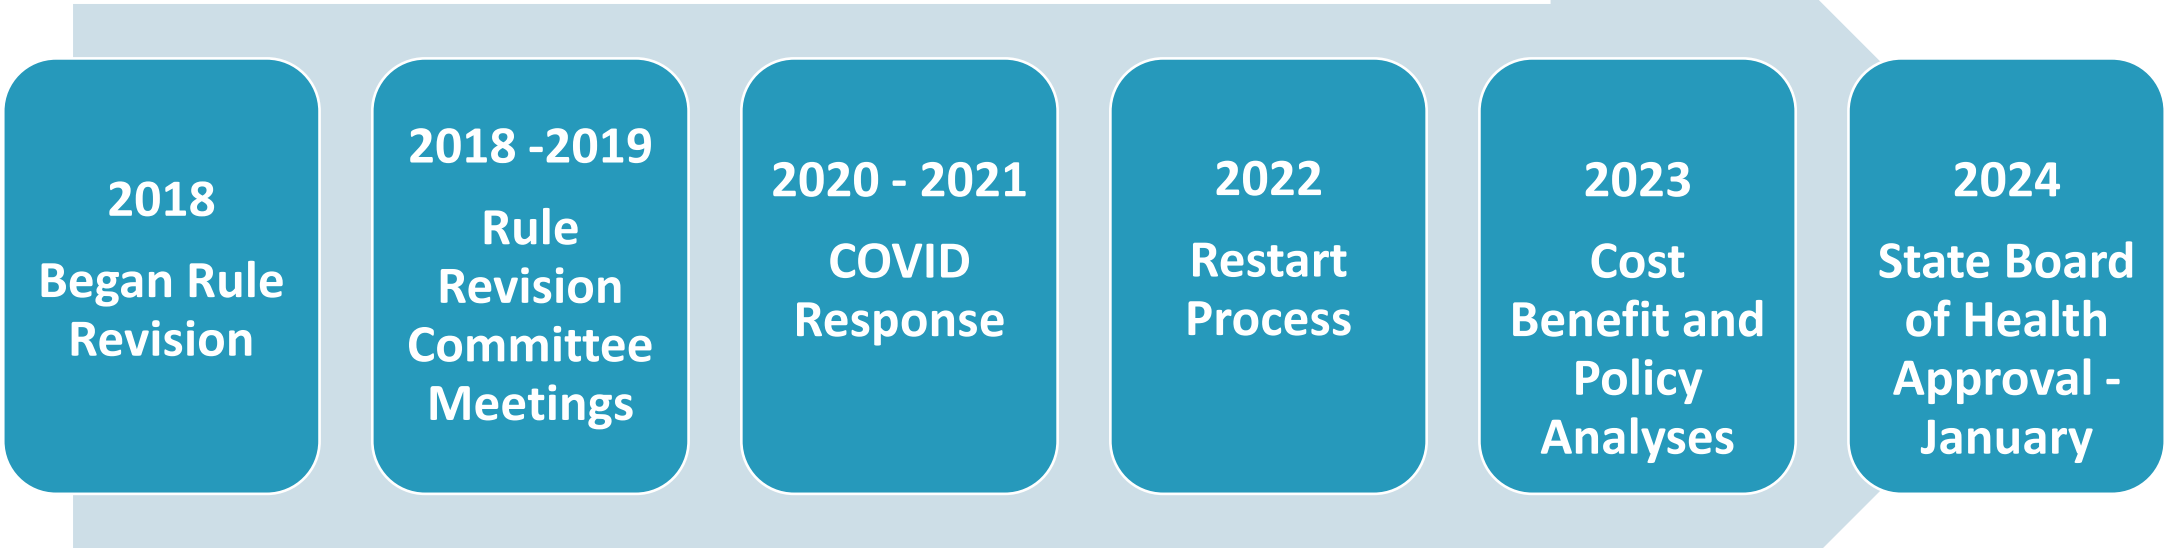 2018
Began Rule
Revision
2018 -2019
Rule
Revision
Committee
Meetings
2020 - 2021
COVID
Response
2022
Restart
Process
2023
Cost
Benefit and
Policy
Analyses
2024
State Board
of Health
Approval -
January